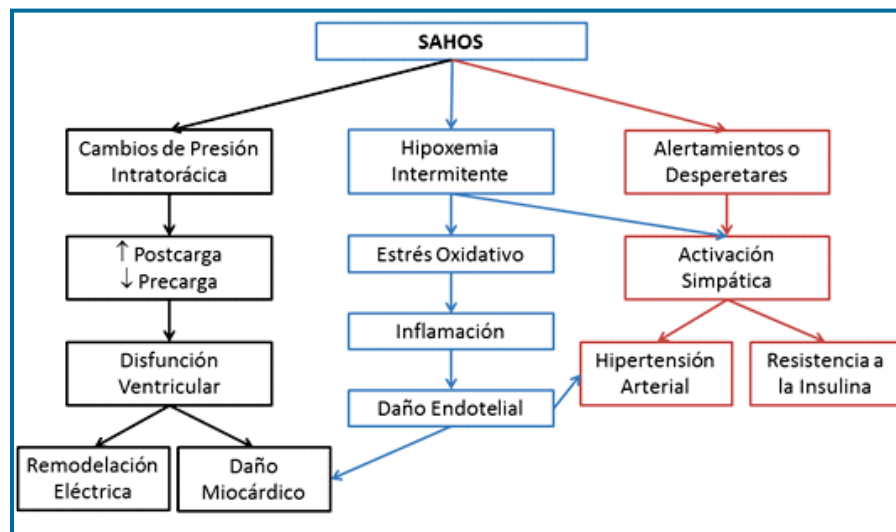 SAHOS
Cambios de Presión
Intratorácica
Hipoxemia
Intermitente
Alertamientos o
Desperetares
↑ Postcarga
↓ Precarga
Estrés Oxidativo
Activación
Simpática
Inflamación
Disfunción
Ventricular
Hipertensión
Arterial
Resistencia a
la Insulina
Daño Endotelial
Remodelación
Eléctrica
Daño
Miocárdico